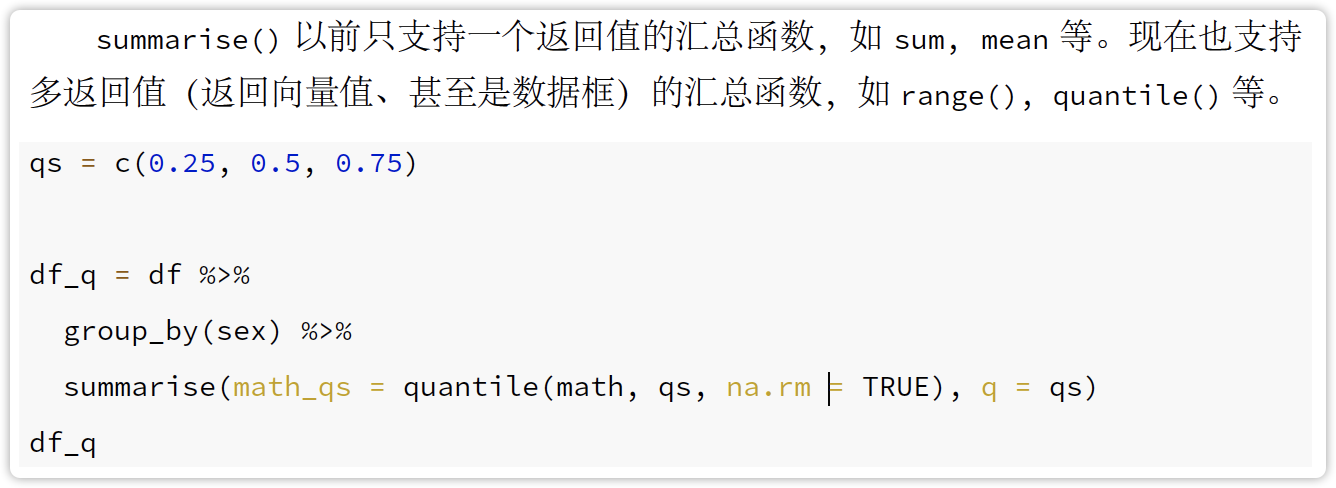 summarise() 以前只支持一个返回值的汇总函数，如 sum, mean 等。现在也支持
多返回值（返回向量值、甚至是数据框）的汇总函数，如 range(), quantile() 等。
qs = c(0.25, 0.5, 0.75)
df_q = df %>%
group_by(sex) %>%
summarise(math_qs = quantile(math, qs, na.rm = TRUE), q = qs)
df_q